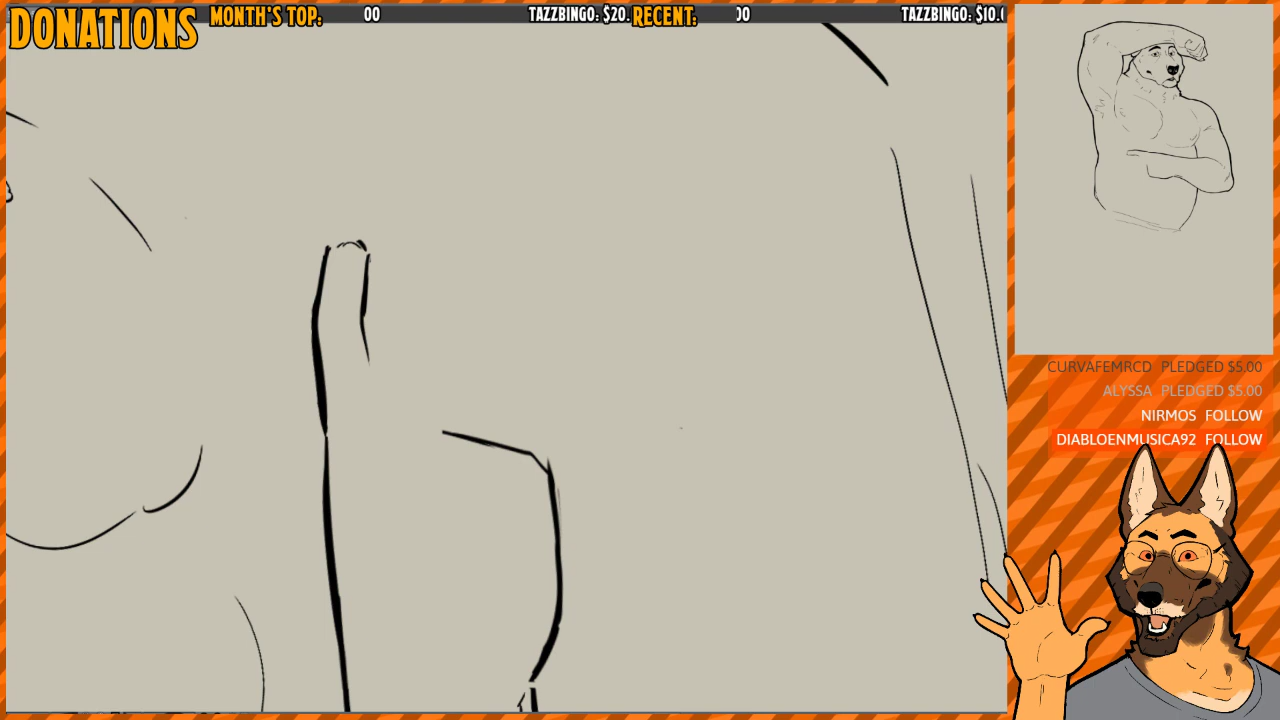 DONATIONS
MONTH'S TOP: 00 TAZZBINGO: $20. RECENT: 00 TAZZBINGO: $10.0
CURVAFEMRCD PLEDGED $5.00
ALYSSA PLEDGED $5.00
NIRMOS FOLLOW
DIABLOENMUSICA92 FOLLOW